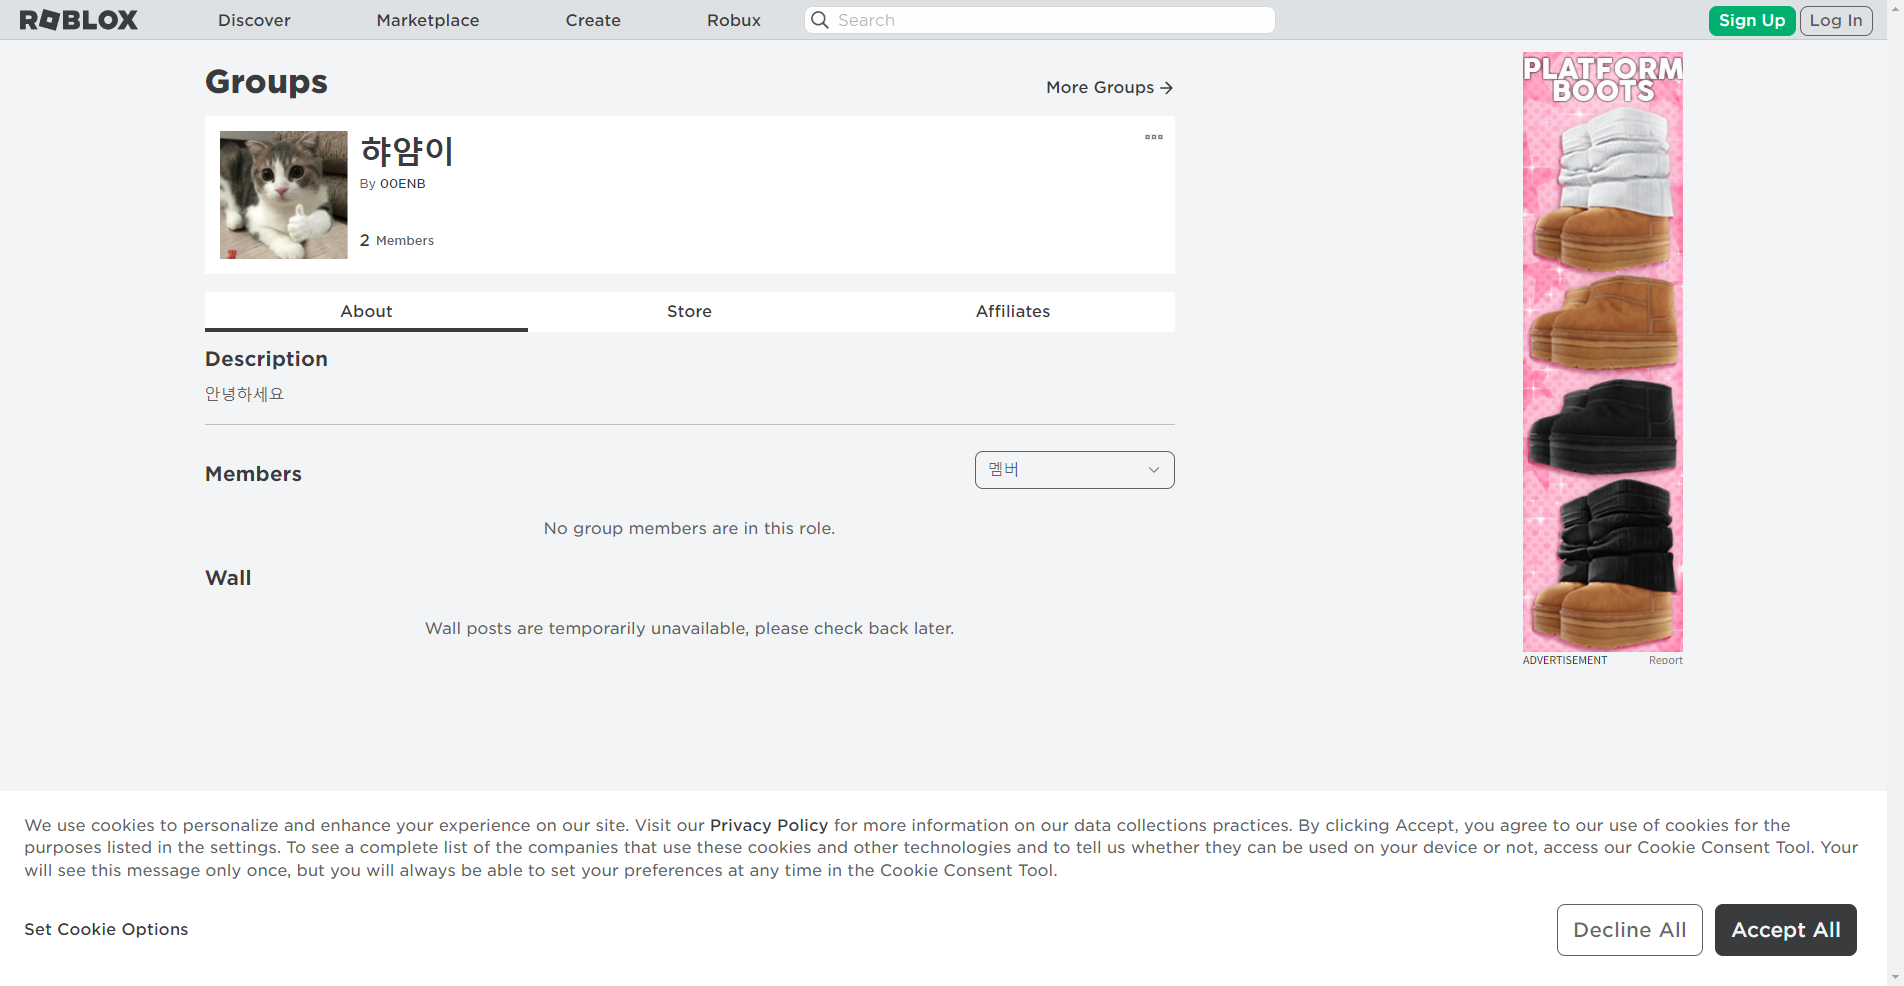 ROBLOX
Discover
Marketplace
Create
Robux
Search
Sign Up
Log In
Groups
More Groups
햐얌이
By 00ENB
2 Members
About
Store
Affiliates
Description
안녕하세요
Members
멤버
No group members are in this role.
Wall
Wall posts are temporarily unavailable, please check back later.
PLATFORM
BOOTS
ADVERTISEMENT
Report
We use cookies to personalize and enhance your experience on our site. Visit our Privacy Policy for more information on our data collections practices. By clicking Accept, you agree to our use of cookies for the
purposes listed in the settings. To see a complete list of the companies that use these cookies and other technologies and to tell us whether they can be used on your device or not, access our Cookie Consent Tool. Your
will see this message only once, but you will always be able to set your preferences at any time in the Cookie Consent Tool.
Set Cookie Options
Decline All
Accept All